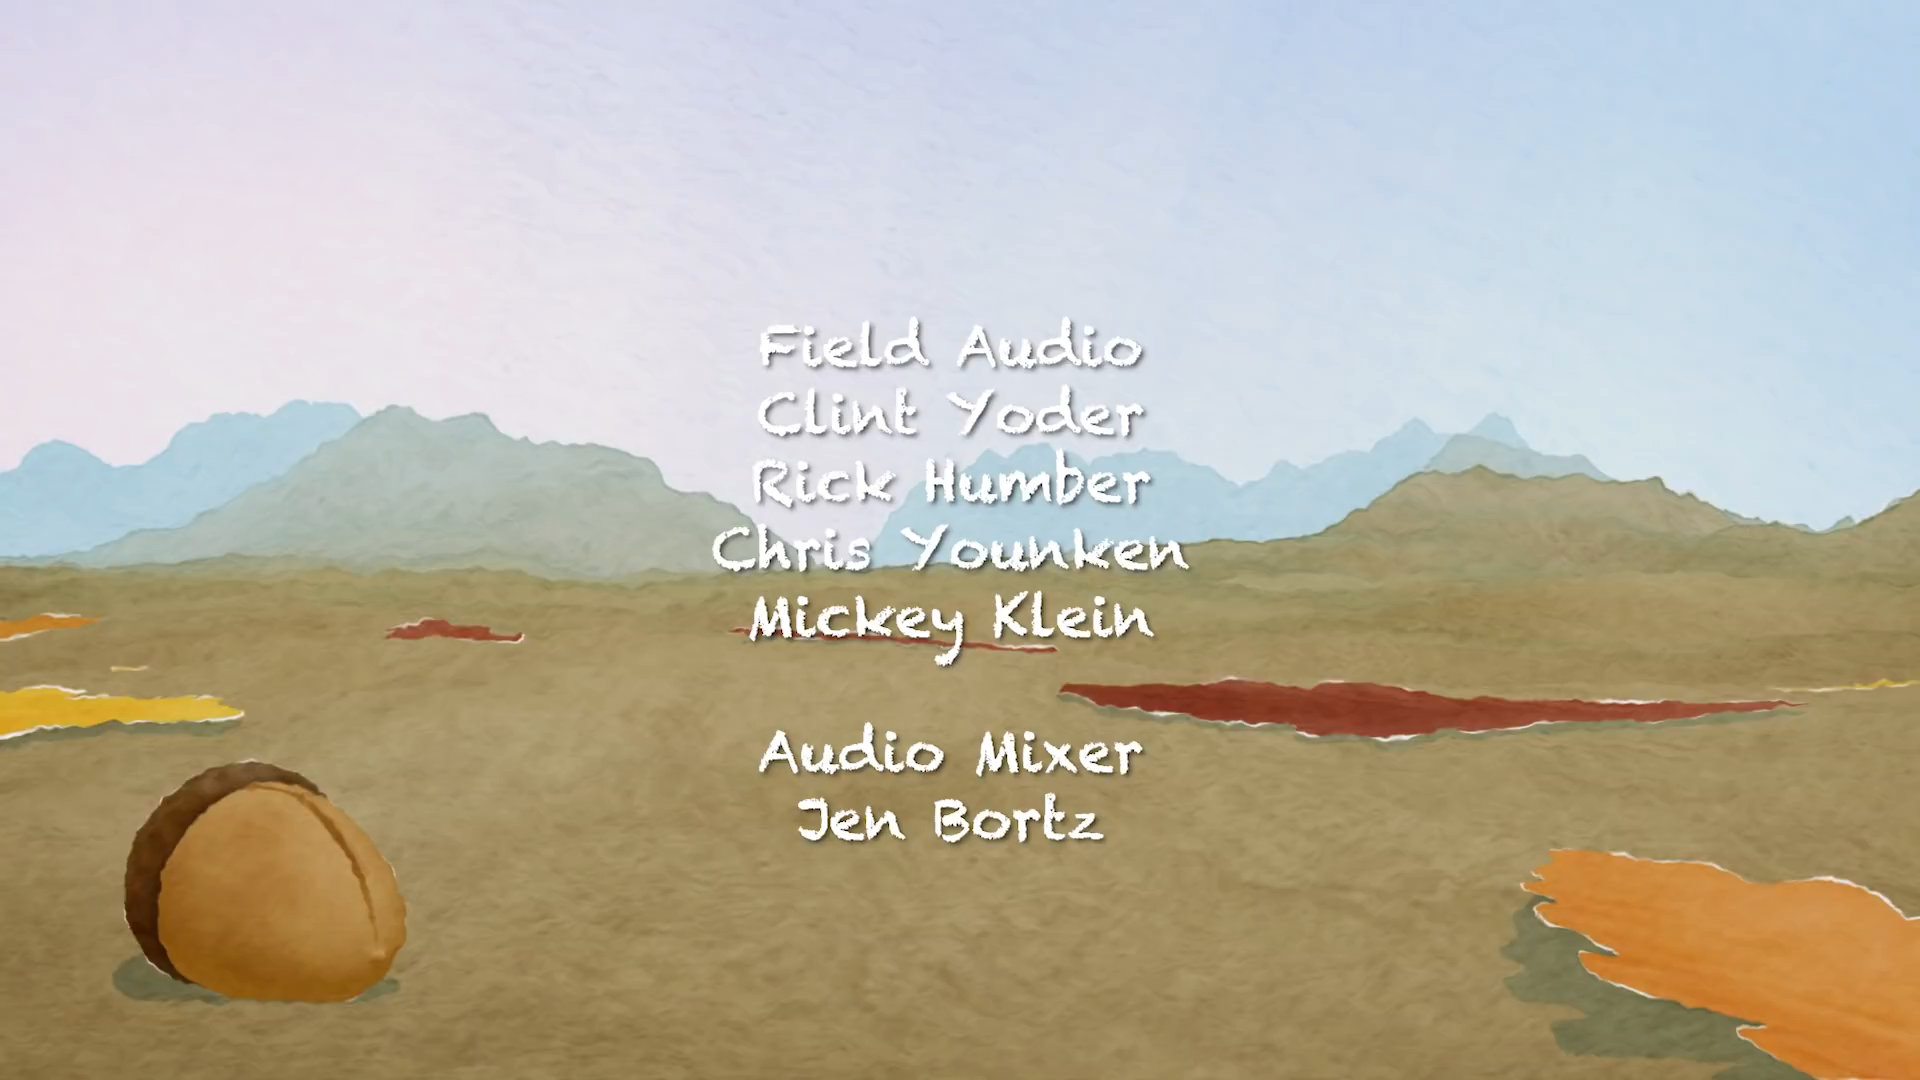 Field Audio
Clint Yoder
Rick Humber
Chris Younken
Mickey Klein
Audio Mixer
Jen Bortz